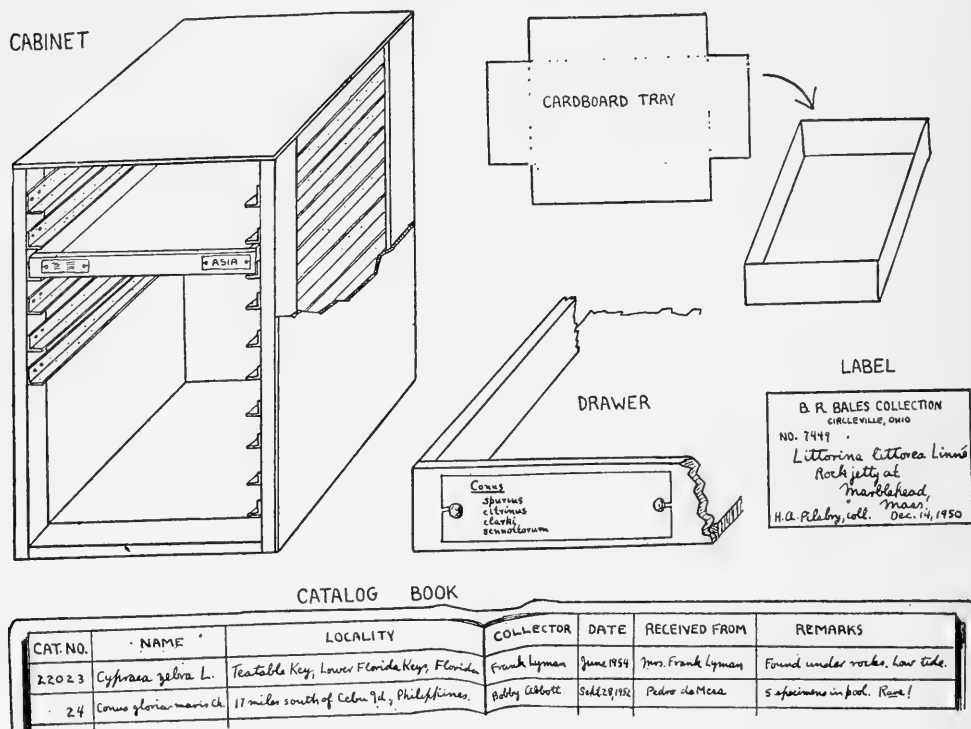 CABINET
CARDBOARD TRAY
ASIA
LABEL
DRAWER
B. R. BALES COLLECTION
CIRCLEVILLE, OHIO
NO. 7449
Littorina littorea Linné
Rock jetty at
Marblehead,
Mass.
H.A. Pilsbry, coll. Dec. 14, 1950
Conus
spurius
citrinus
clarki
sennottorum
CATALOG BOOK
CAT. NO. NAME LOCALITY COLLECTOR DATE RECEIVED FROM REMARKS
22023 Cypraea zebra L. Teatable Key, Lower Florida Keys, Florida Frank Lyman June 1954 Mrs. Frank Lyman Found under rocks. Low tide.
24 Conus gloria-maris Ch. 17 miles south of Cebu Id., Philippines. Bobby Abbott Sept 28, 1952 Pedro de Mesa 5 specimens in pool. Rare!